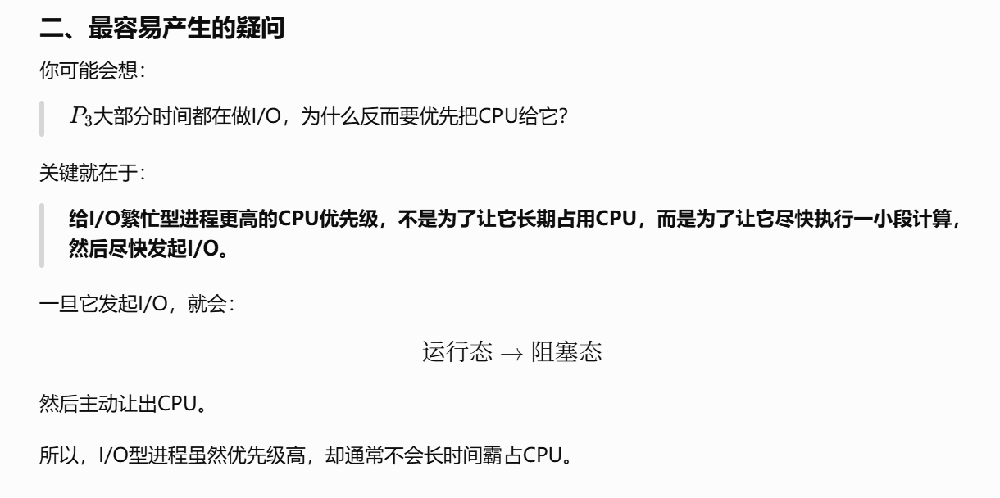 二、最容易产生的疑问
你可能会想：
P₃大部分时间都在做I/O，为什么反而要优先把CPU给它？
关键就在于：
给I/O繁忙型进程更高的CPU优先级，不是为了让它长期占用CPU，而是为了让它尽快执行一小段计算，
然后尽快发起I/O。
一旦它发起I/O，就会：
运行态 → 阻塞态
然后主动让出CPU。
所以，I/O型进程虽然优先级高，却通常不会长时间霸占CPU。